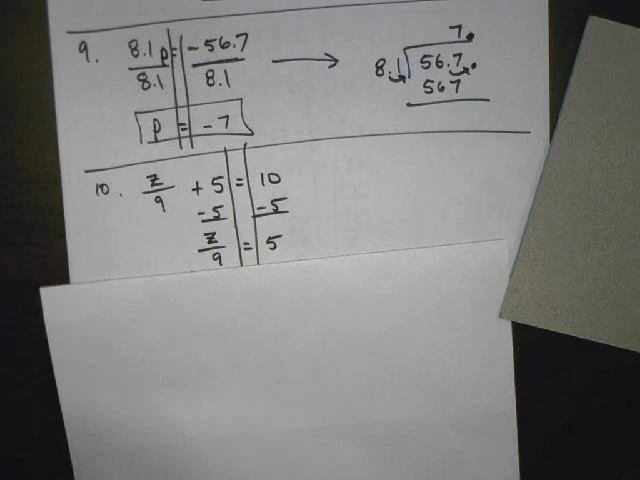 9. 8.1p = -56.7 → 7.
8.1 8.1 8.1 56.7.
567
p = -7
10. z/9 + 5 = 10
-5 -5
z/9 = 5